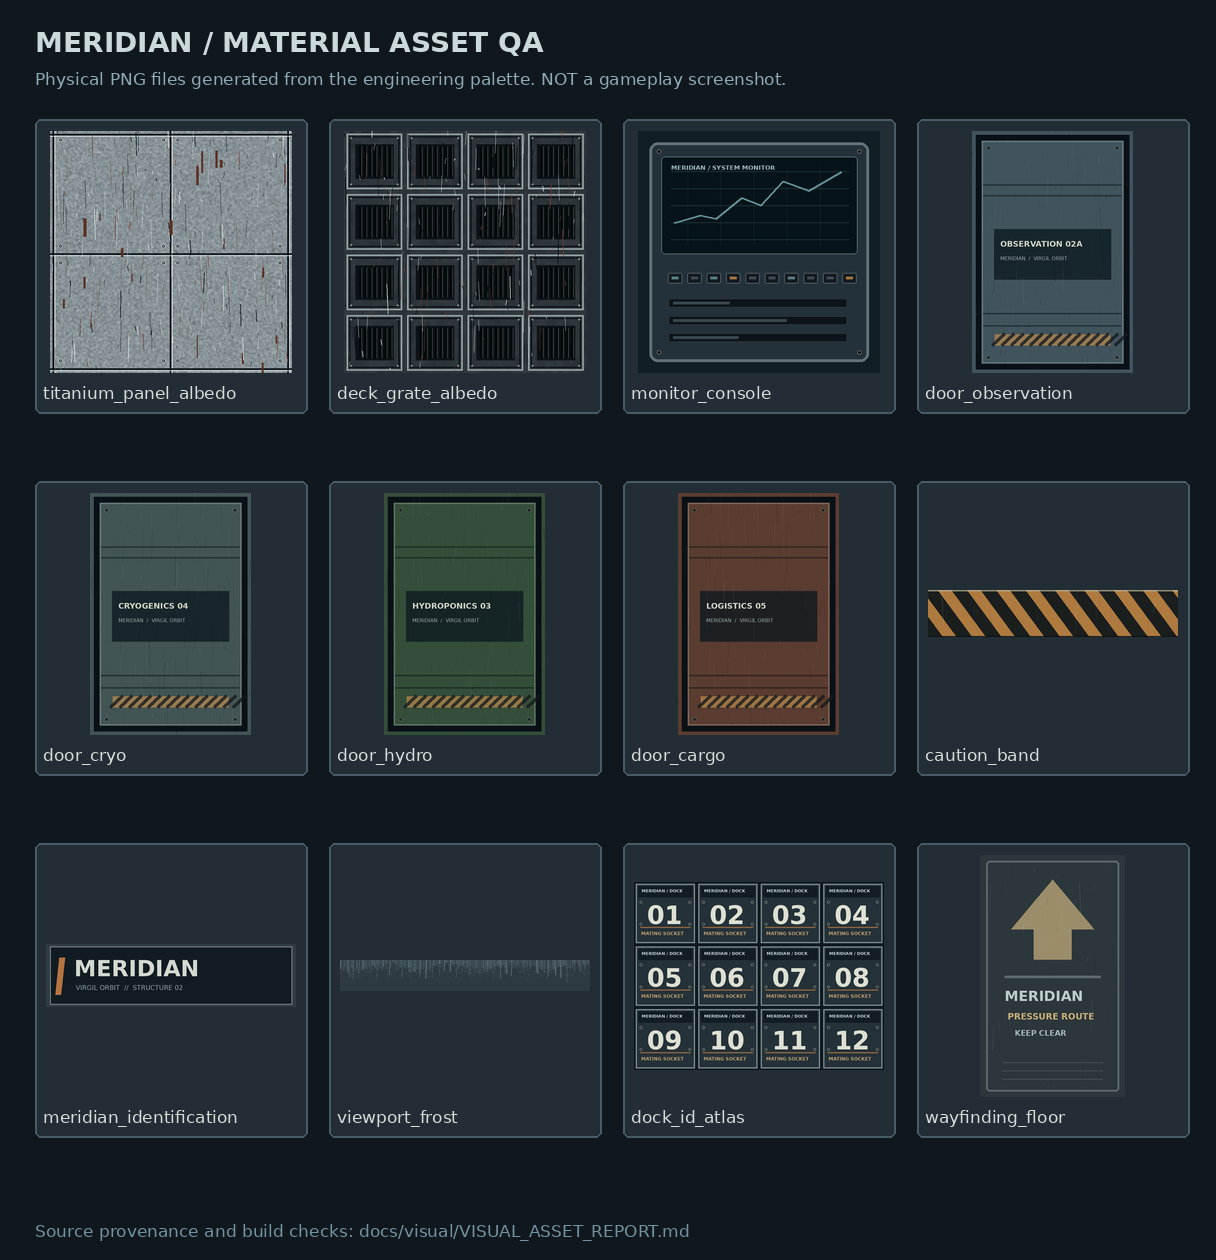 MERIDIAN / MATERIAL ASSET QA
Physical PNG files generated from the engineering palette. NOT a gameplay screenshot.
MERIDIAN / SYSTEM MONITOR
OBSERVATION 02A
MERIDIAN / VIRGIL ORBIT
titanium_panel_albedo
deck_grate_albedo
monitor_console
door_observation
CRYOGENICS 04
MERIDIAN / VIRGIL ORBIT
HYDROPONICS 03
MERIDIAN / VIRGIL ORBIT
LOGISTICS 05
MERIDIAN / VIRGIL ORBIT
door_cryo
door_hydro
door_cargo
caution_band
MERIDIAN
VIRGIL ORBIT // STRUCTURE 02
MERIDIAN / DOCK
01
MATING SOCKET
MERIDIAN / DOCK
02
MATING SOCKET
MERIDIAN / DOCK
03
MATING SOCKET
MERIDIAN / DOCK
04
MATING SOCKET
MERIDIAN / DOCK
05
MATING SOCKET
MERIDIAN / DOCK
06
MATING SOCKET
MERIDIAN / DOCK
07
MATING SOCKET
MERIDIAN / DOCK
08
MATING SOCKET
MERIDIAN / DOCK
09
MATING SOCKET
MERIDIAN / DOCK
10
MATING SOCKET
MERIDIAN / DOCK
11
MATING SOCKET
MERIDIAN / DOCK
12
MATING SOCKET
MERIDIAN
PRESSURE ROUTE
KEEP CLEAR
meridian_identification
viewport_frost
dock_id_atlas
wayfinding_floor
Source provenance and build checks: docs/visual/VISUAL_ASSET_REPORT.md